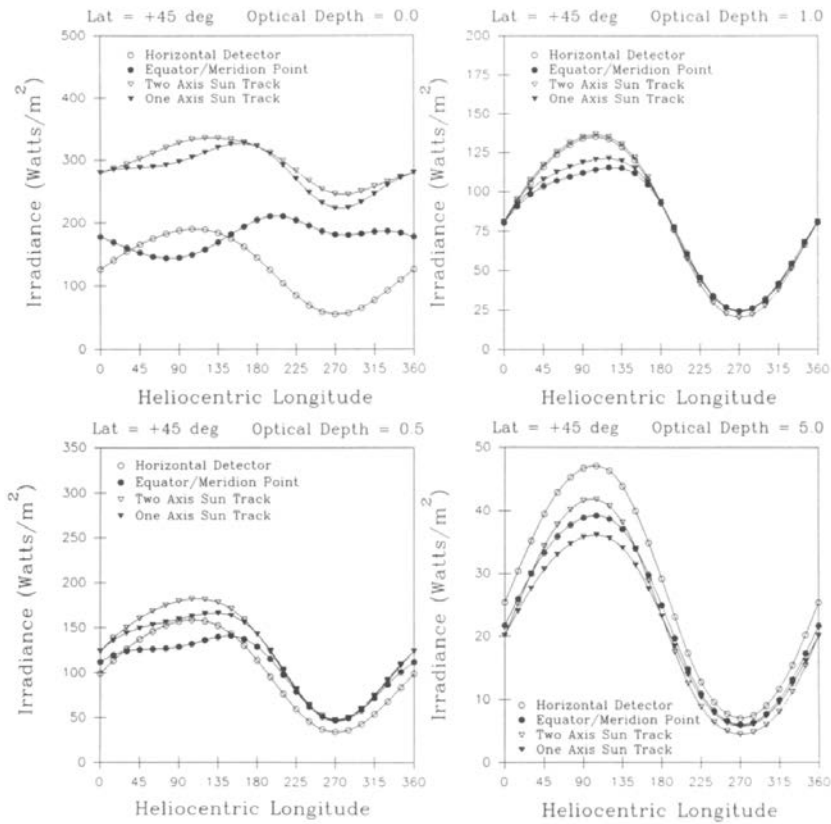 Lat = +45 deg Optical Depth = 0.0
500
400
300
200
100
0
Irradiance (Watts/m²)
Horizontal Detector
Equator/Meridion Point
Two Axis Sun Track
One Axis Sun Track
0 45 90 135 180 225 270 315 360
Heliocentric Longitude
Lat = +45 deg Optical Depth = 1.0
200
175
150
125
100
75
50
25
0
Irradiance (Watts/m²)
Horizontal Detector
Equator/Meridion Point
Two Axis Sun Track
One Axis Sun Track
0 45 90 135 180 225 270 315 360
Heliocentric Longitude
Lat = +45 deg Optical Depth = 0.5
350
300
250
200
150
100
50
0
Irradiance (Watts/m²)
Horizontal Detector
Equator/Meridion Point
Two Axis Sun Track
One Axis Sun Track
0 45 90 135 180 225 270 315 360
Heliocentric Longitude
Lat = +45 deg Optical Depth = 5.0
50
40
30
20
10
0
Irradiance (Watts/m²)
Horizontal Detector
Equator/Meridion Point
Two Axis Sun Track
One Axis Sun Track
0 45 90 135 180 225 270 315 360
Heliocentric Longitude